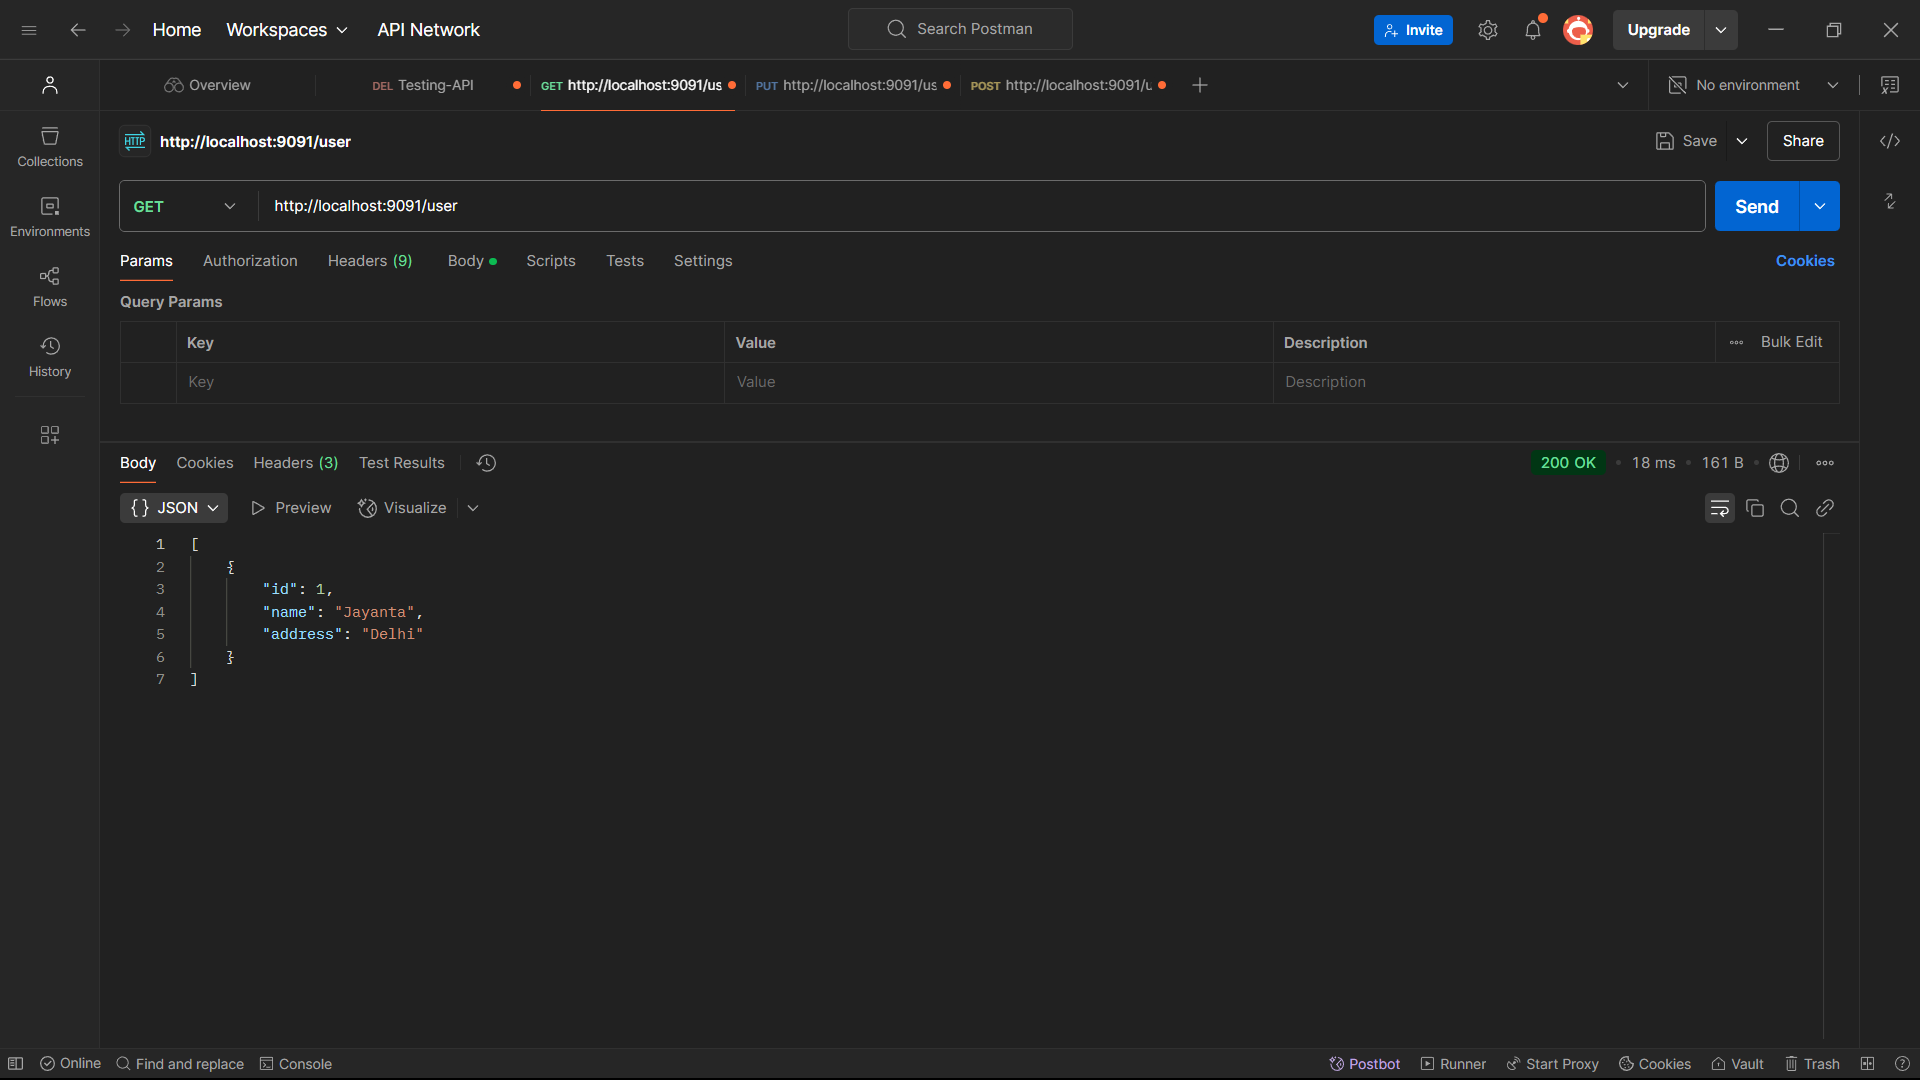 Home Workspaces API Network Search Postman Invite Upgrade
Overview DEL Testing-API GET http://localhost:9091/us PUT http://localhost:9091/us POST http://localhost:9091/u No environment
HTTP http://localhost:9091/user Save Share
Collections
GET http://localhost:9091/user Send
Environments
Params Authorization Headers (9) Body Scripts Tests Settings Cookies
Flows
Query Params
Key Value Description Bulk Edit
History
Key Value Description
Body Cookies Headers (3) Test Results 200 OK 18 ms 161 B
{} JSON Preview Visualize
1 [
2 {
3 "id": 1,
4 "name": "Jayanta",
5 "address": "Delhi"
6 }
7 ]
Online Find and replace Console Postbot Runner Start Proxy Cookies Vault Trash